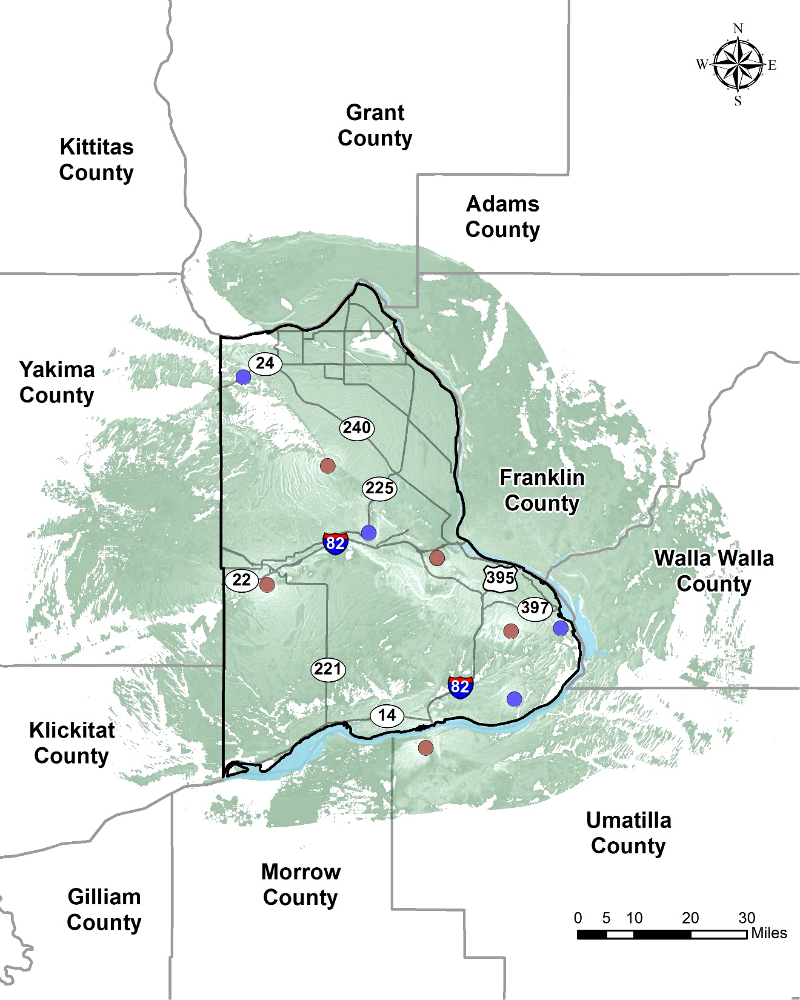 N
W E
S
Grant
County
Kittitas
County
Adams
County
Yakima
County
24
240
225
Franklin
County
82
Walla Walla
County
22
395
397
221
82
14
Klickitat
County
Umatilla
County
Morrow
County
Gilliam
County
0 5 10 20 30
Miles